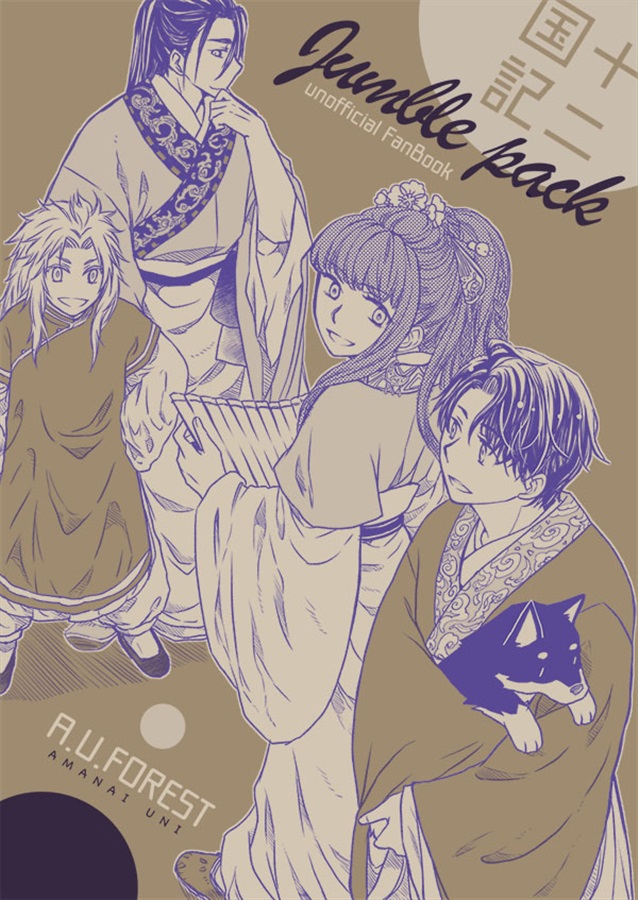 Jumble pack
unofficial FanBook
十二
国記
A.U.FOREST
AMANAI UNI